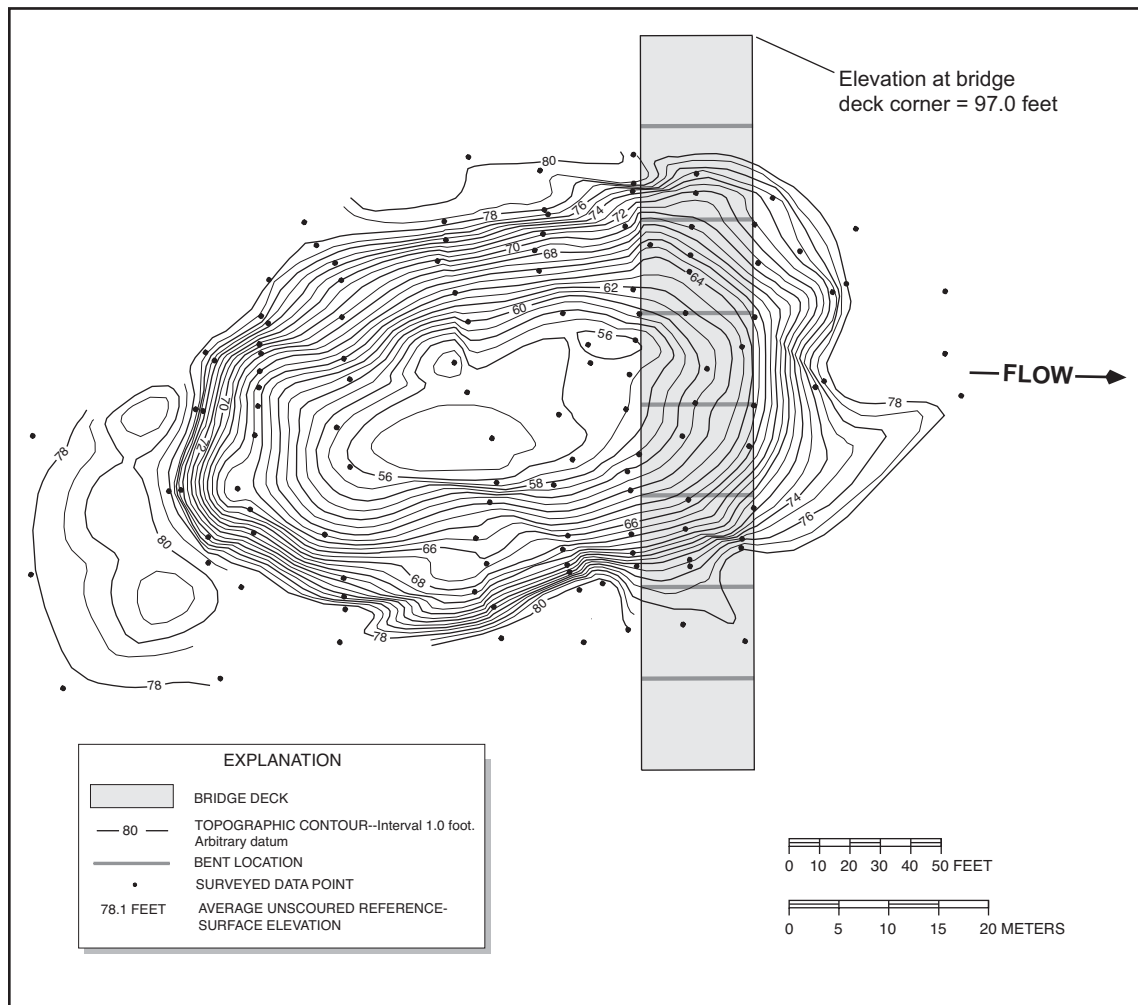 Elevation at bridge
deck corner = 97.0 feet
80
78
76
74
72
70
68
64
62
60
56
FLOW
78
70
72
78
56
58
74
76
66
66
80
68
80
78
78
EXPLANATION
BRIDGE DECK
80
TOPOGRAPHIC CONTOUR--Interval 1.0 foot.
Arbitrary datum
BENT LOCATION
SURVEYED DATA POINT
78.1 FEET
AVERAGE UNSCOURED REFERENCE-
SURFACE ELEVATION
0 10 20 30 40 50 FEET
0 5 10 15 20 METERS